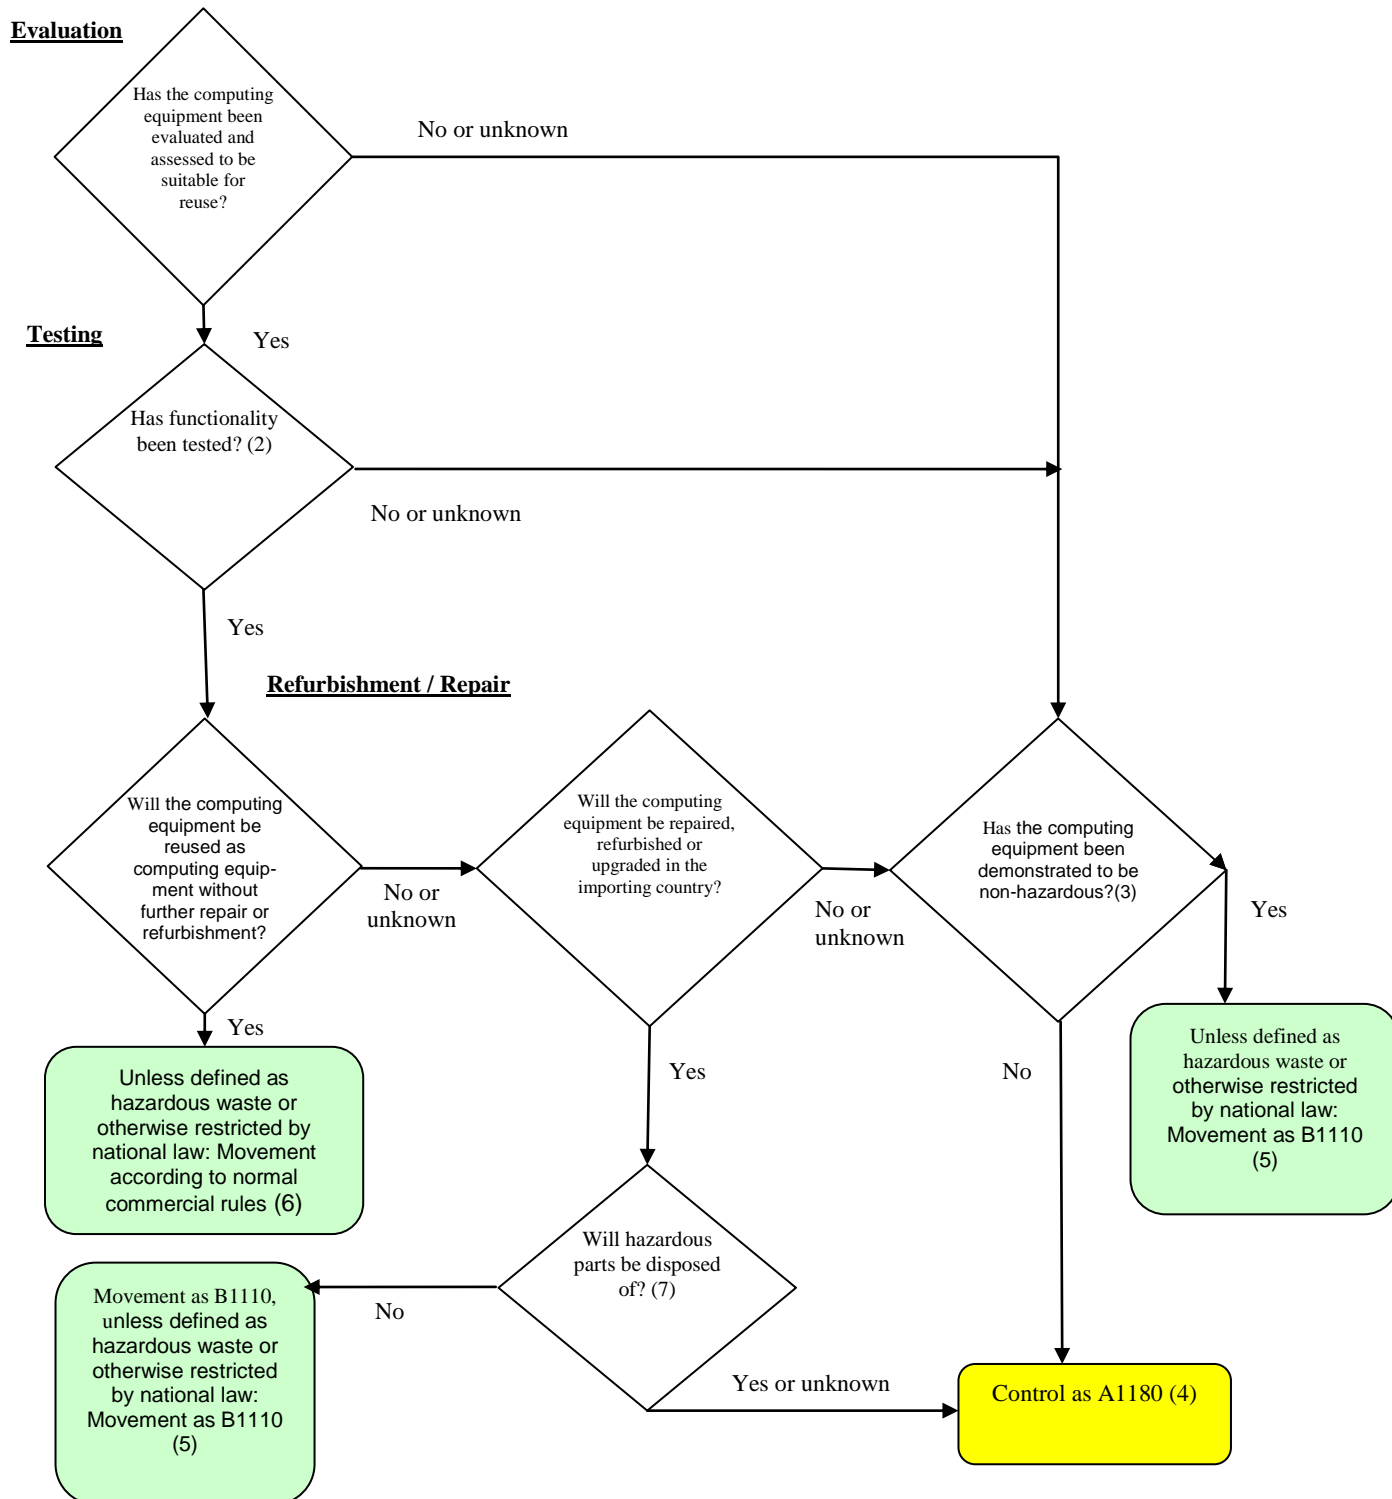 Evaluation
Has the computing
equipment been
evaluated and
assessed to be
suitable for
reuse?
No or unknown
Testing
Yes
Has functionality
been tested? (2)
No or unknown
Yes
Refurbishment / Repair
Will the computing
equipment be
reused as
computing equip-
ment without
further repair or
refurbishment?
No or
unknown
Will the computing
equipment be repaired,
refurbished or
upgraded in the
importing country?
No or
unknown
Has the computing
equipment been
demonstrated to be
non-hazardous?(3)
Yes
Yes
Unless defined as
hazardous waste or
otherwise restricted by
national law: Movement
according to normal
commercial rules (6)
Yes
No
Unless defined as
hazardous waste or
otherwise restricted
by national law:
Movement as B1110
(5)
Will hazardous
parts be disposed
of? (7)
No
Movement as B1110,
unless defined as
hazardous waste or
otherwise restricted
by national law:
Movement as B1110
(5)
Yes or unknown
Control as A1180 (4)